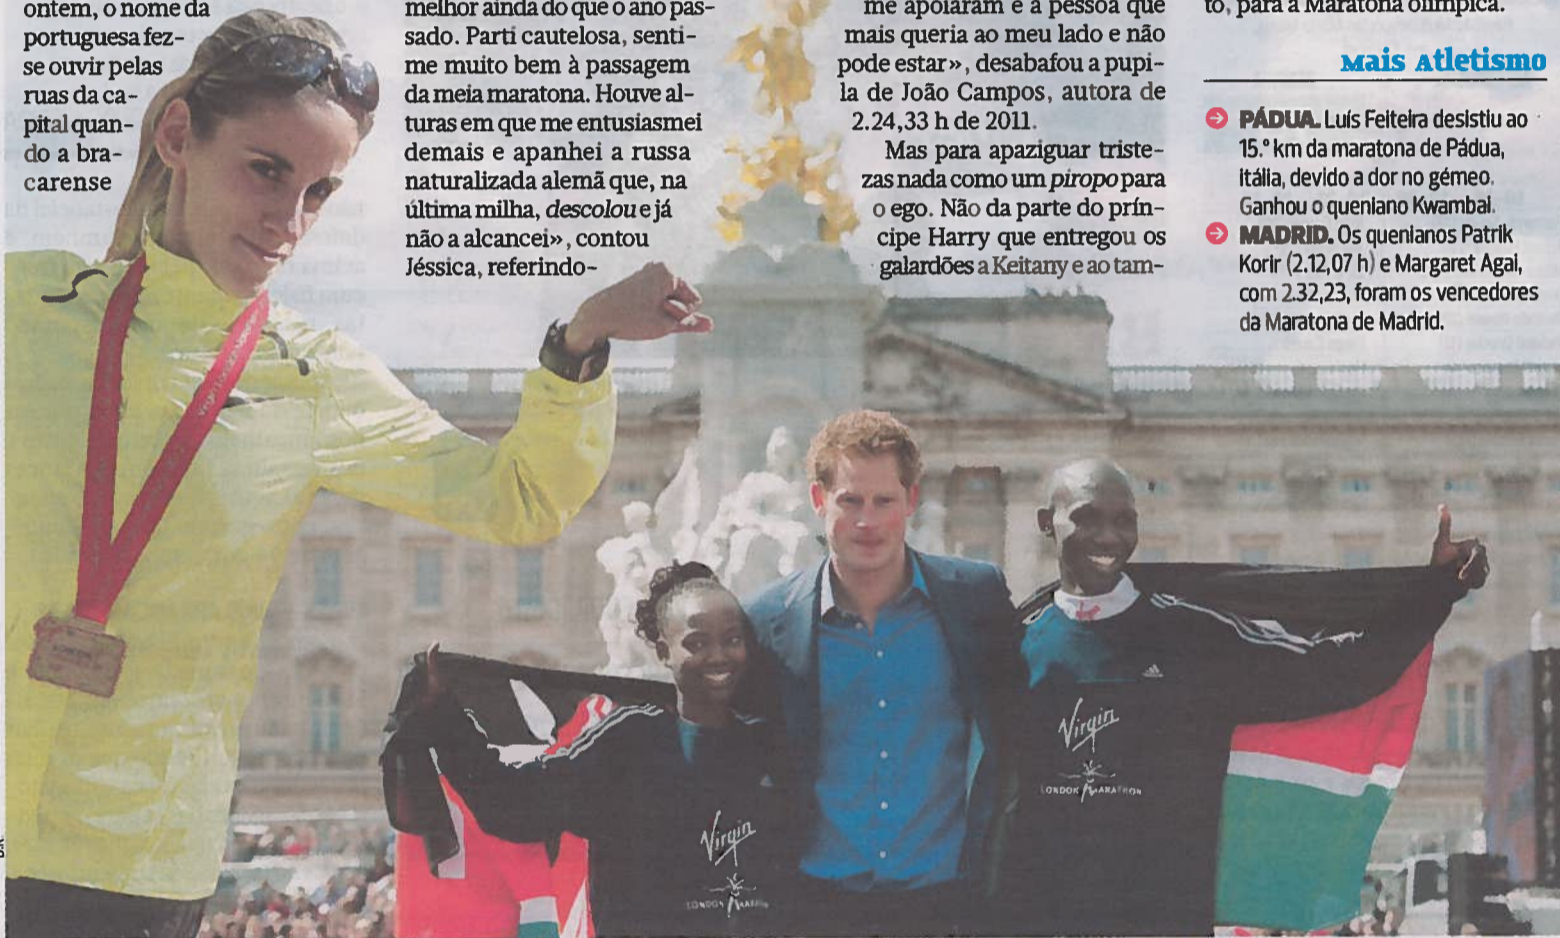 ontem, o nome da
portuguesa fez-
se ouvir pelas
ruas da ca-
pital quan-
do a bra-
carense
melhor ainda do que o ano pas-
sado. Parti cautelosa, senti-
me muito bem à passagem
da meia maratona. Houve al-
turas em que me entusiasmei
demais e apanhei a russa
naturalizada alemã que, na
última milha, descolou e já
não a alcancei», contou
Jéssica, referindo-
me apoiaram e a pessoa que
mais queria ao meu lado e não
pode estar», desabafou a pupi-
la de João Campos, autora de
2.24,33 h de 2011.
Mas para apaziguar triste-
zas nada como um piropo para
o ego. Não da parte do prín-
cipe Harry que entregou os
galardões a Keitany e ao tam-
to, para a Maratona olímpica.
Mais Atletismo
PÁDUA. Luís Feiteira desistiu ao
15.º km da maratona de Pádua,
itália, devido a dor no gémeo.
Ganhou o queniano Kwambai.
MADRID. Os quenianos Patrik
Korir (2.12,07 h) e Margaret Agai,
com 2.32,23, foram os vencedores
da Maratona de Madrid.
Virgin
LONDON MARATHON
Virgin
LONDON MARATHON